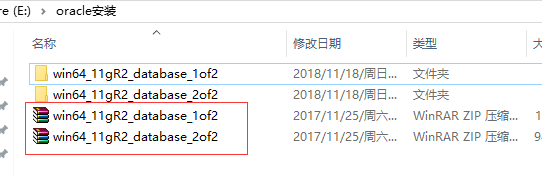 re (E:) > oracle安装
名称 修改日期 类型 大
win64_11gR2_database_1of2 2018/11/18/周日... 文件夹
win64_11gR2_database_2of2 2018/11/18/周日... 文件夹
win64_11gR2_database_1of2 2017/11/25/周六... WinRAR ZIP 压缩... 1
win64_11gR2_database_2of2 2017/11/25/周六... WinRAR ZIP 压缩... 9